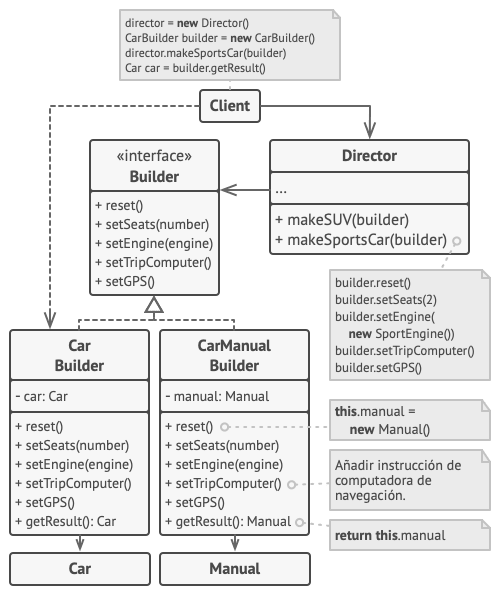 director = new Director()
CarBuilder builder = new CarBuilder()
director.makeSportsCar(builder)
Car car = builder.getResult()
Client
«interface»
Builder
+ reset()
+ setSeats(number)
+ setEngine(engine)
+ setTripComputer()
+ setGPS()
Director
...
+ makeSUV(builder)
+ makeSportsCar(builder)
builder.reset()
builder.setSeats(2)
builder.setEngine(
new SportEngine())
builder.setTripComputer()
builder.setGPS()
Car
Builder
- car: Car
+ reset()
+ setSeats(number)
+ setEngine(engine)
+ setTripComputer()
+ setGPS()
+ getResult(): Car
Car
CarManual
Builder
- manual: Manual
+ reset()
+ setSeats(number)
+ setEngine(engine)
+ setTripComputer()
+ setGPS()
+ getResult(): Manual
Manual
this.manual =
new Manual()
Añadir instrucción de
computadora de
navegación.
return this.manual